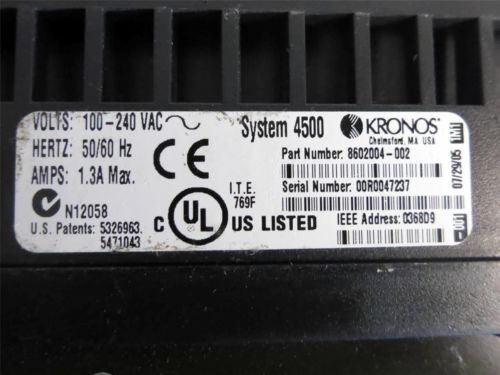 VOLTS: 100-240 VAC
HERTZ: 50/60 Hz
AMPS: 1.3A Max.
CE
N12058
U.S. Patents: 5326963,
5471043
I.T.E.
769F
C UL US LISTED
System 4500
KRONOS
Chelmsford, MA USA
Part Number: 8602004-002
Serial Number: 00R0047237
IEEE Address: 0368D9
07/29/05